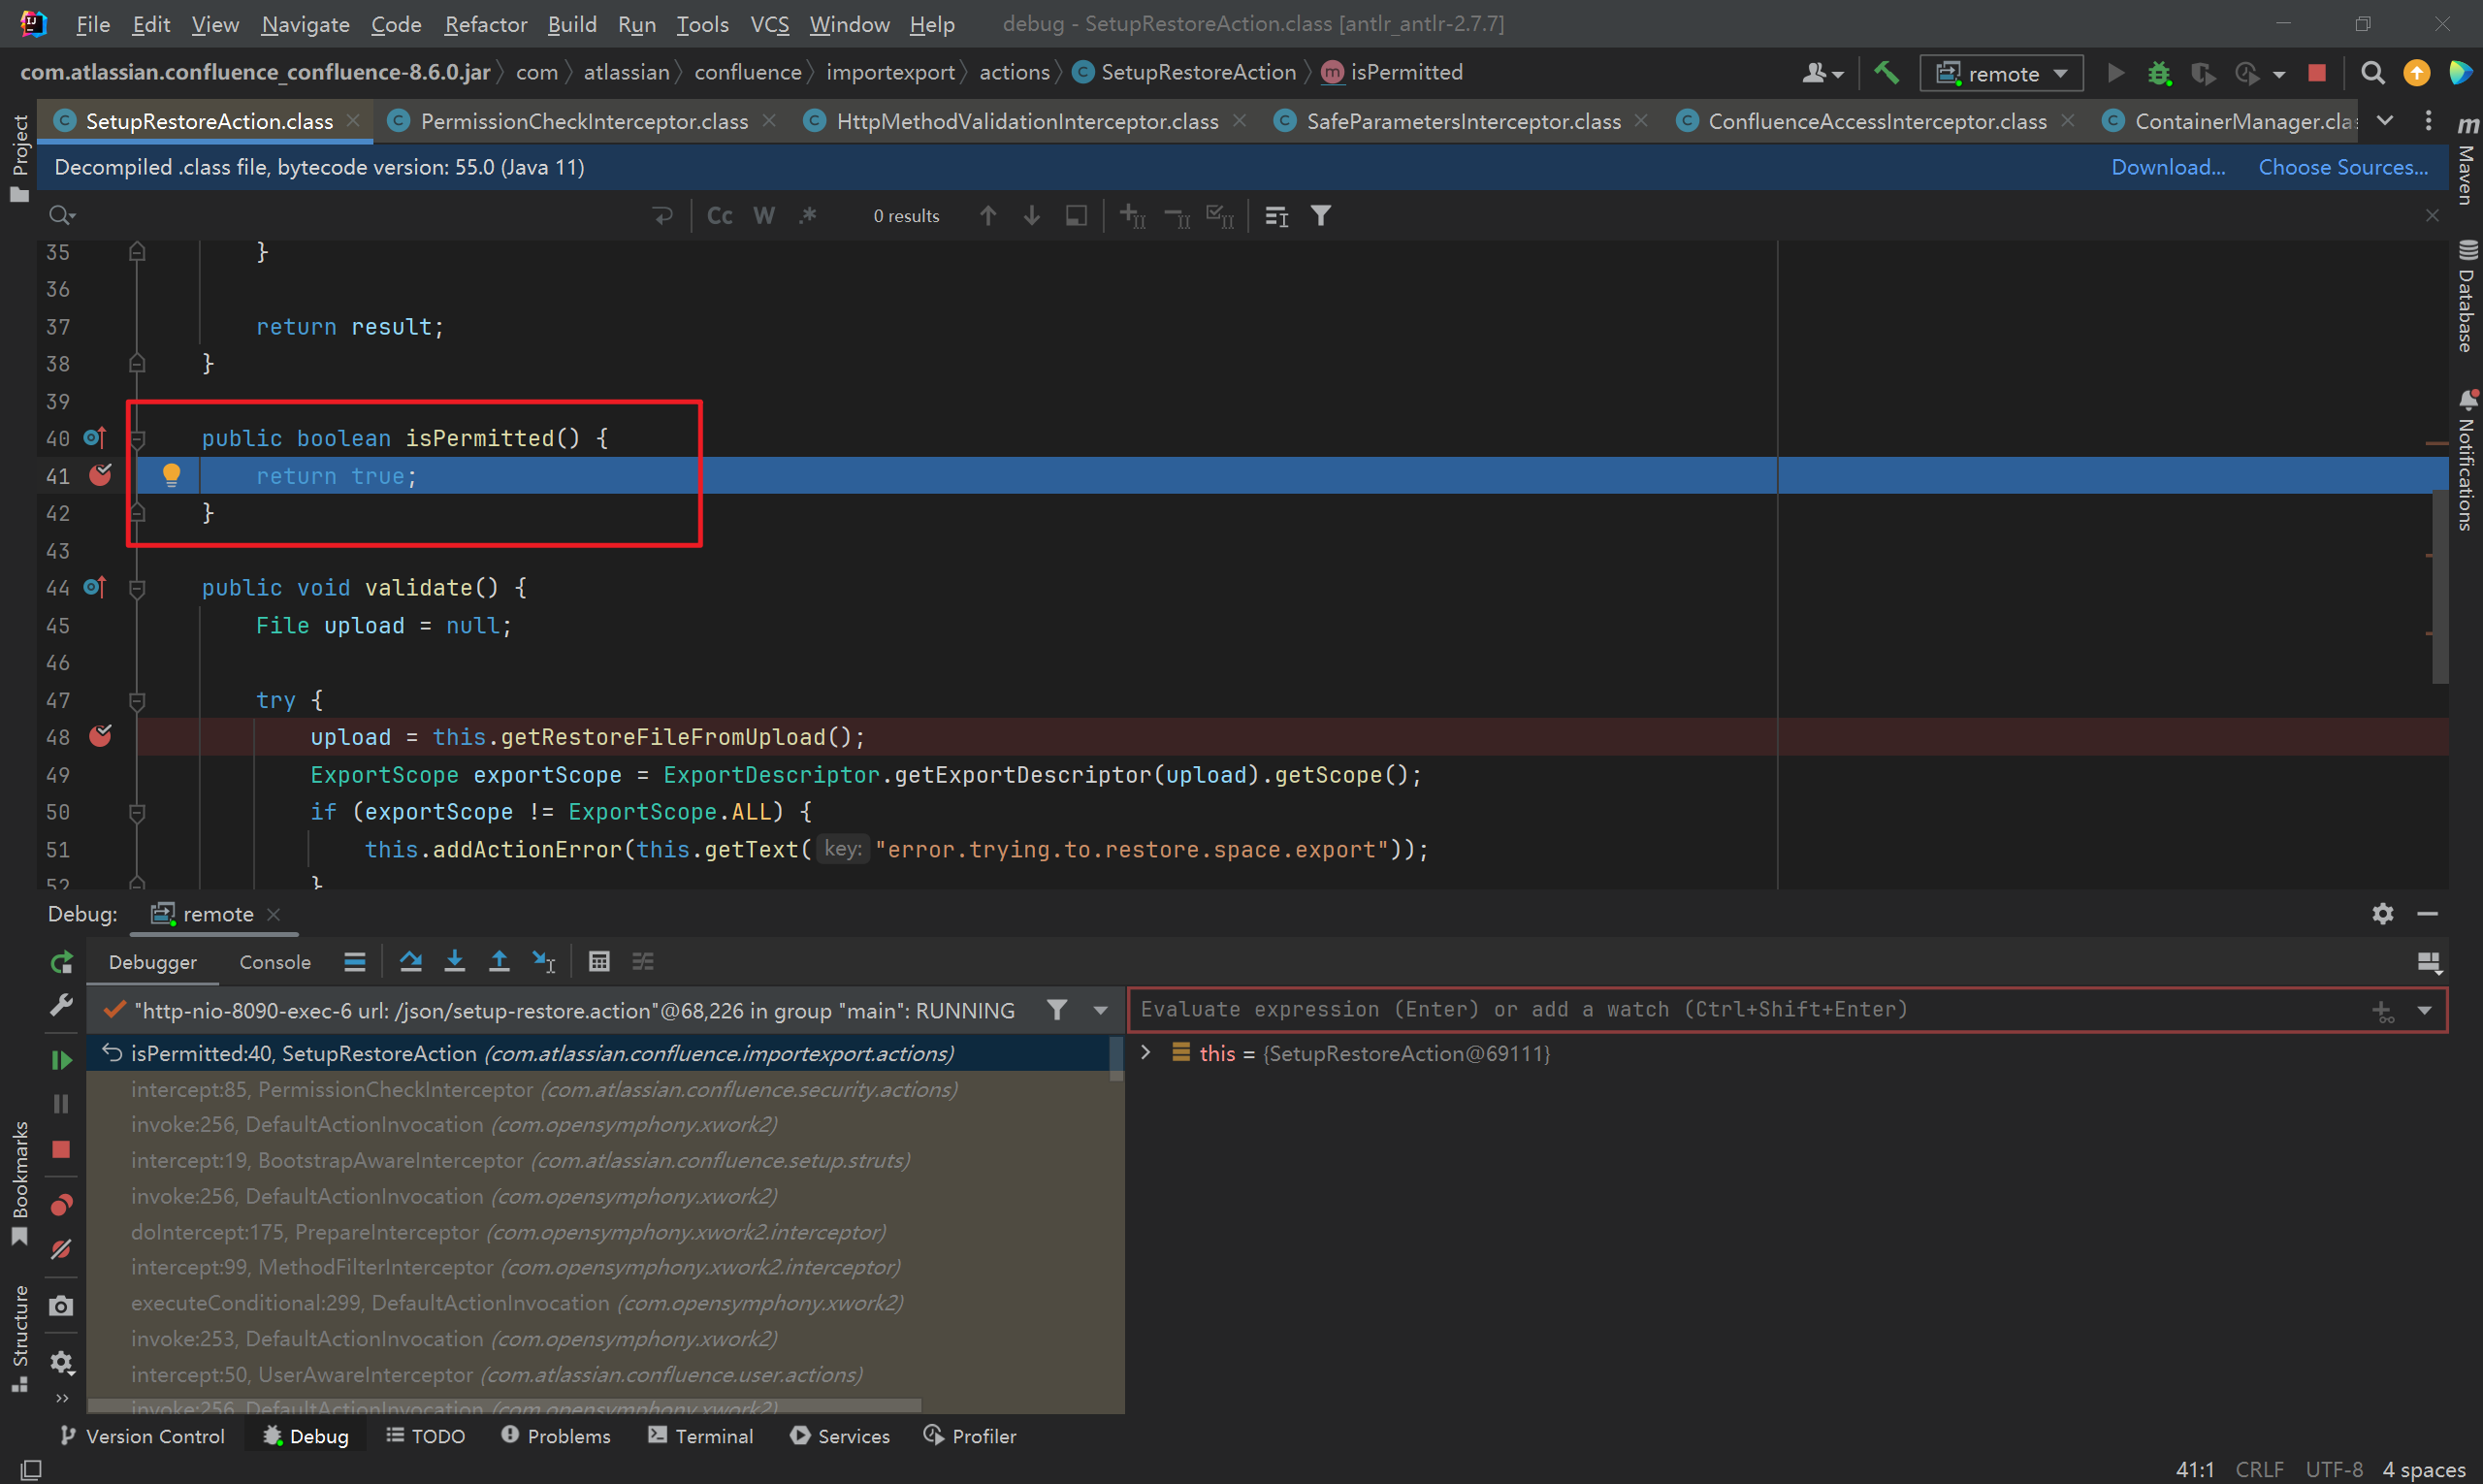 File Edit View Navigate Code Refactor Build Run Tools VCS Window Help debug - SetupRestoreAction.class [antlr_antlr-2.7.7]
com.atlassian.confluence_confluence-8.6.0.jar com atlassian confluence importexport actions SetupRestoreAction isPermitted remote
SetupRestoreAction.class PermissionCheckInterceptor.class HttpMethodValidationInterceptor.class SafeParametersInterceptor.class ConfluenceAccessInterceptor.class ContainerManager.cla
Decompiled .class file, bytecode version: 55.0 (Java 11) Download... Choose Sources...
Cc W .* 0 results
35 }
36
37 return result;
38 }
39
40 public boolean isPermitted() {
41 return true;
42 }
43
44 public void validate() {
45 File upload = null;
46
47 try {
48 upload = this.getRestoreFileFromUpload();
49 ExportScope exportScope = ExportDescriptor.getExportDescriptor(upload).getScope();
50 if (exportScope != ExportScope.ALL) {
51 this.addActionError(this.getText( key: "error.trying.to.restore.space.export"));
52 }
Project
Bookmarks
Structure
Maven
Database
Notifications
Debug: remote
Debugger Console
"http-nio-8090-exec-6 url: /json/setup-restore.action"@68,226 in group "main": RUNNING
Evaluate expression (Enter) or add a watch (Ctrl+Shift+Enter)
isPermitted:40, SetupRestoreAction (com.atlassian.confluence.importexport.actions)
this = {SetupRestoreAction@69111}
intercept:85, PermissionCheckInterceptor (com.atlassian.confluence.security.actions)
invoke:256, DefaultActionInvocation (com.opensymphony.xwork2)
intercept:19, BootstrapAwareInterceptor (com.atlassian.confluence.setup.struts)
invoke:256, DefaultActionInvocation (com.opensymphony.xwork2)
doIntercept:175, PrepareInterceptor (com.opensymphony.xwork2.interceptor)
intercept:99, MethodFilterInterceptor (com.opensymphony.xwork2.interceptor)
executeConditional:299, DefaultActionInvocation (com.opensymphony.xwork2)
invoke:253, DefaultActionInvocation (com.opensymphony.xwork2)
intercept:50, UserAwareInterceptor (com.atlassian.confluence.user.actions)
invoke:256, DefaultActionInvocation (com.opensymphony.xwork2)
Version Control Debug TODO Problems Terminal Services Profiler
41:1 CRLF UTF-8 4 spaces